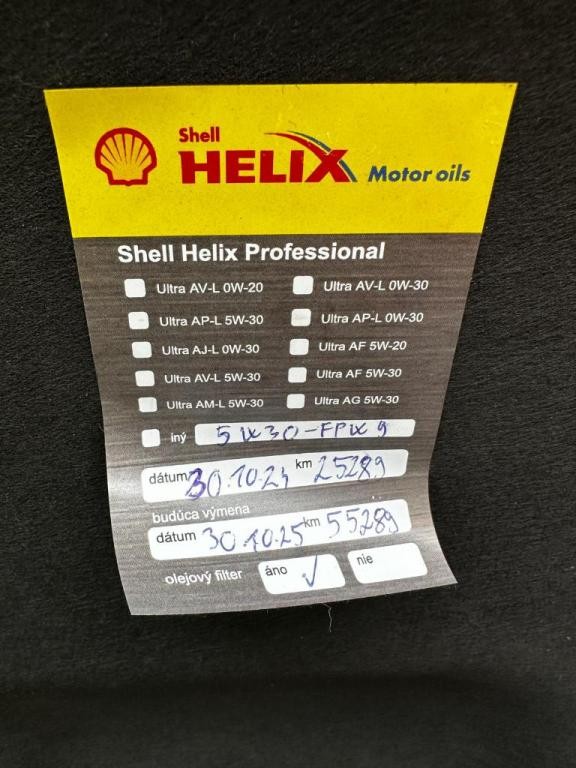 Shell
HELIX Motor oils
Shell Helix Professional
Ultra AV-L 0W-20 Ultra AV-L 0W-30
Ultra AP-L 5W-30 Ultra AP-L 0W-30
Ultra AJ-L 0W-30 Ultra AF 5W-20
Ultra AV-L 5W-30 Ultra AF 5W-30
Ultra AM-L 5W-30 Ultra AG 5W-30
iný
dátum 30.10.24 km 25289
budúca výmena
dátum 30.10.25 km 55289
olejový filter áno ✓ nie